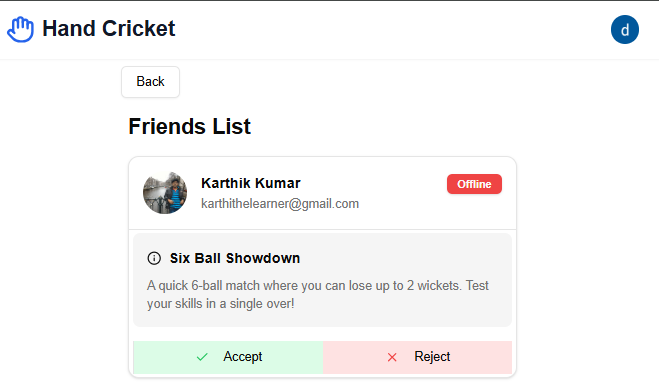 Hand Cricket
d
Back
Friends List
Karthik Kumar
Offline
karthithelearner@gmail.com
Six Ball Showdown
A quick 6-ball match where you can lose up to 2 wickets. Test
your skills in a single over!
Accept
Reject